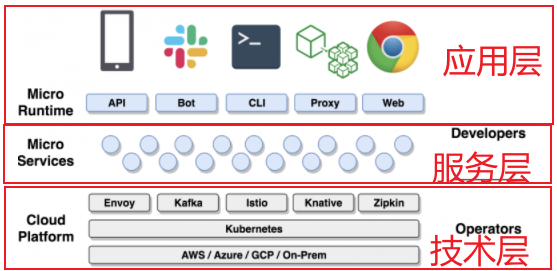 应用层
Micro
Runtime
API
Bot
CLI
Proxy
Web
Micro
Services
Developers
服务层
Cloud
Platform
Envoy
Kafka
Istio
Knative
Zipkin
Kubernetes
AWS / Azure / GCP / On-Prem
Operators
技术层